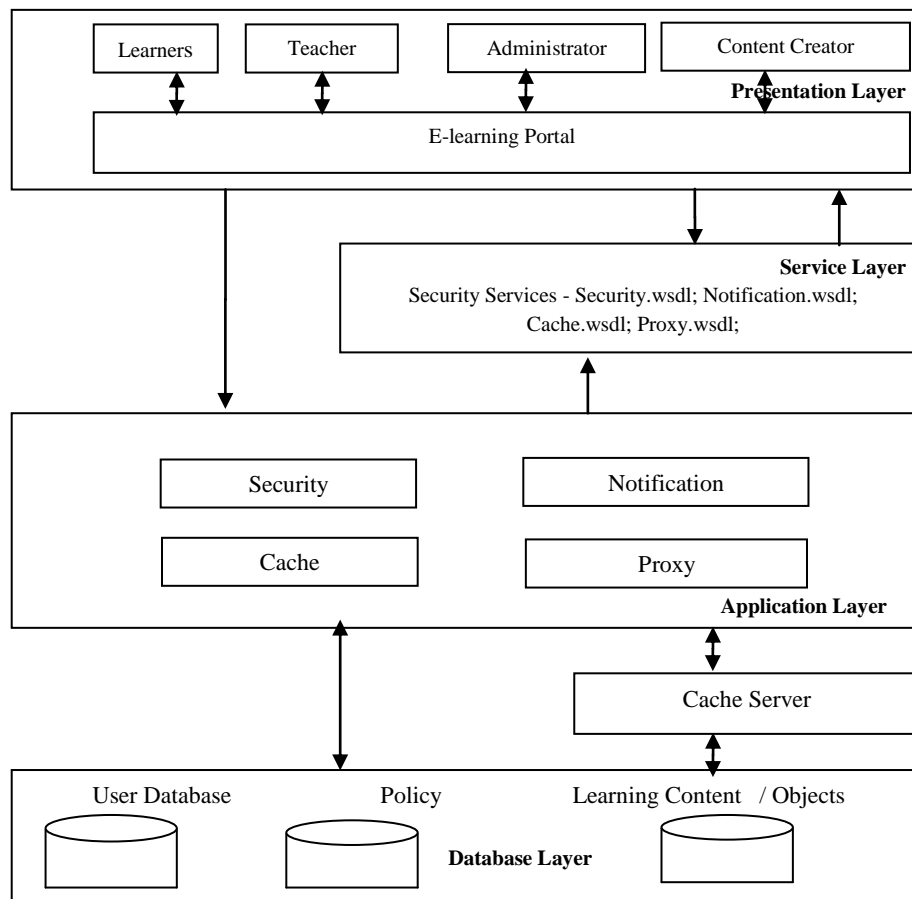 Learners
Teacher
Administrator
Content Creator
Presentation Layer
E-learning Portal
Service Layer
Security Services - Security.wsdl; Notification.wsdl;
Cache.wsdl; Proxy.wsdl;
Security
Notification
Cache
Proxy
Application Layer
Cache Server
User Database
Policy
Learning Content / Objects
Database Layer